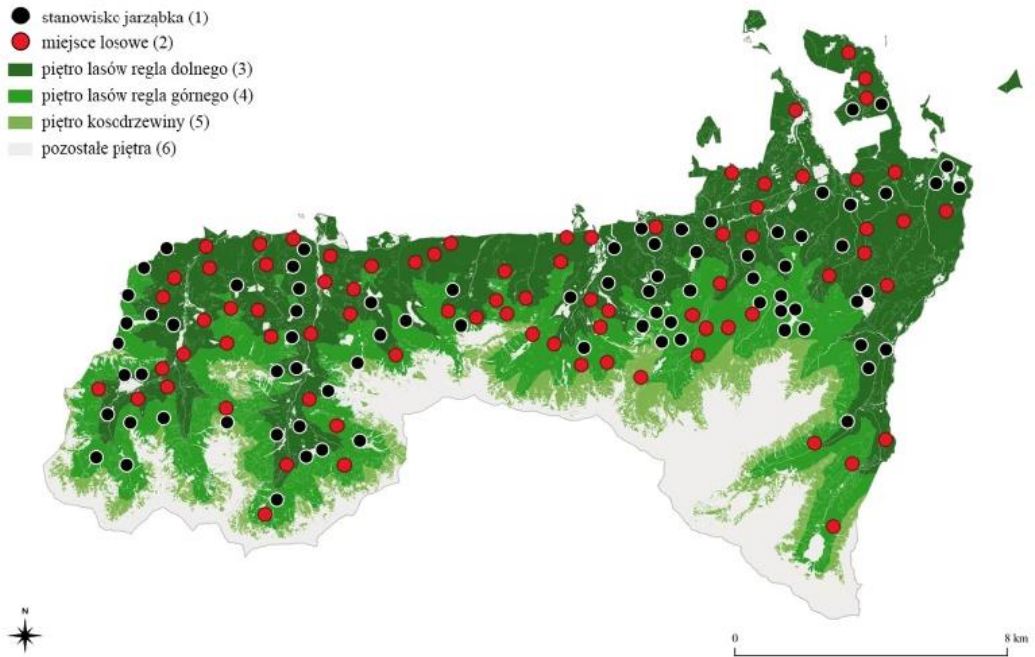 stanowisko jarząbka (1)
miejsce losowe (2)
piętro lasów regla dolnego (3)
piętro lasów regla górnego (4)
piętro kosodrzewiny (5)
pozostałe piętra (6)
N
0 8 km